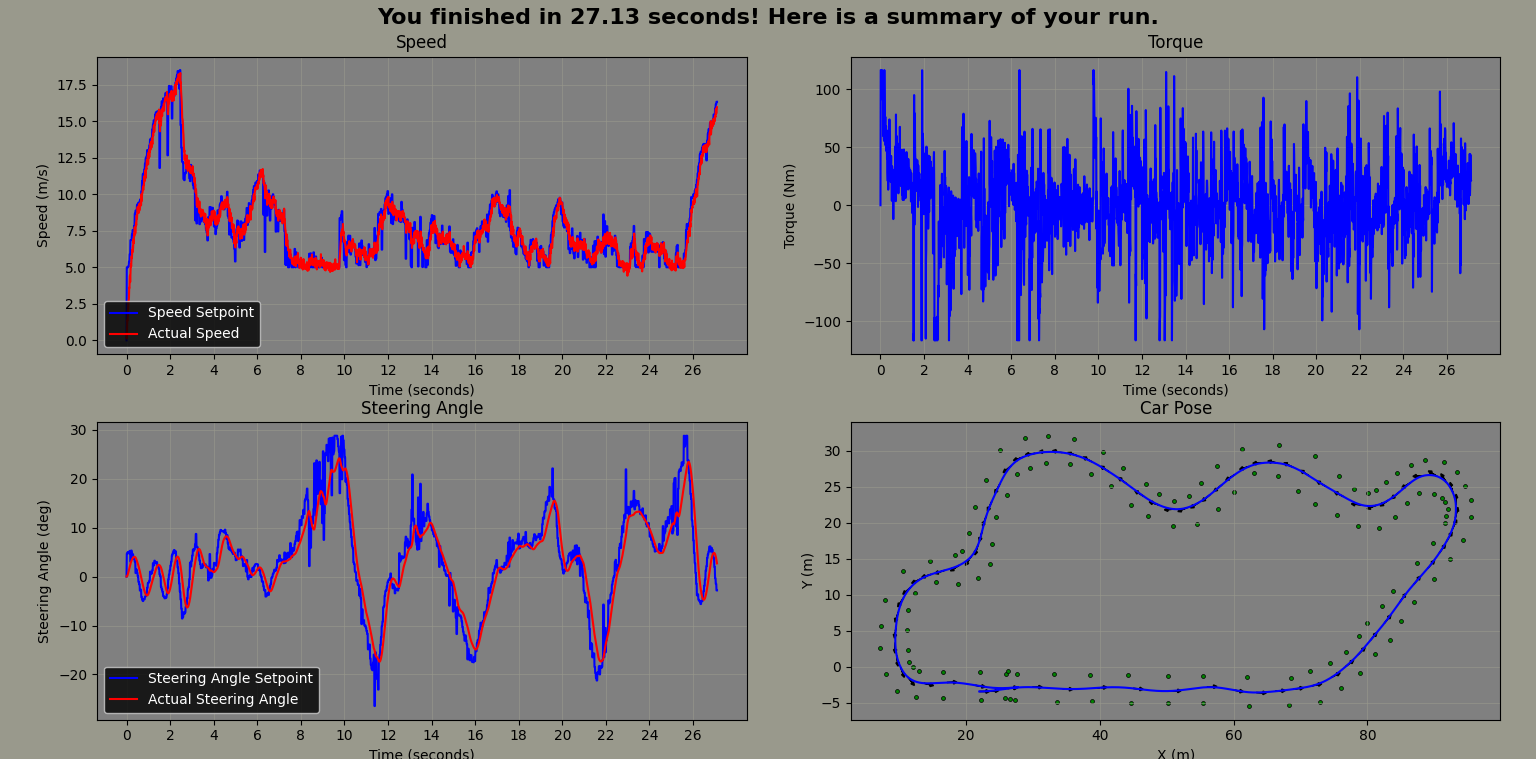 You finished in 27.13 seconds! Here is a summary of your run.
Speed
Speed (m/s)
17.5
15.0
12.5
10.0
7.5
5.0
2.5
0.0
Speed Setpoint
Actual Speed
0 2 4 6 8 10 12 14 16 18 20 22 24 26
Time (seconds)
Torque
Torque (Nm)
100
50
0
−50
−100
0 2 4 6 8 10 12 14 16 18 20 22 24 26
Time (seconds)
Steering Angle
Steering Angle (deg)
30
20
10
0
−10
−20
Steering Angle Setpoint
Actual Steering Angle
0 2 4 6 8 10 12 14 16 18 20 22 24 26
Time (seconds)
Car Pose
Y (m)
30
25
20
15
10
5
0
−5
20 40 60 80
X (m)